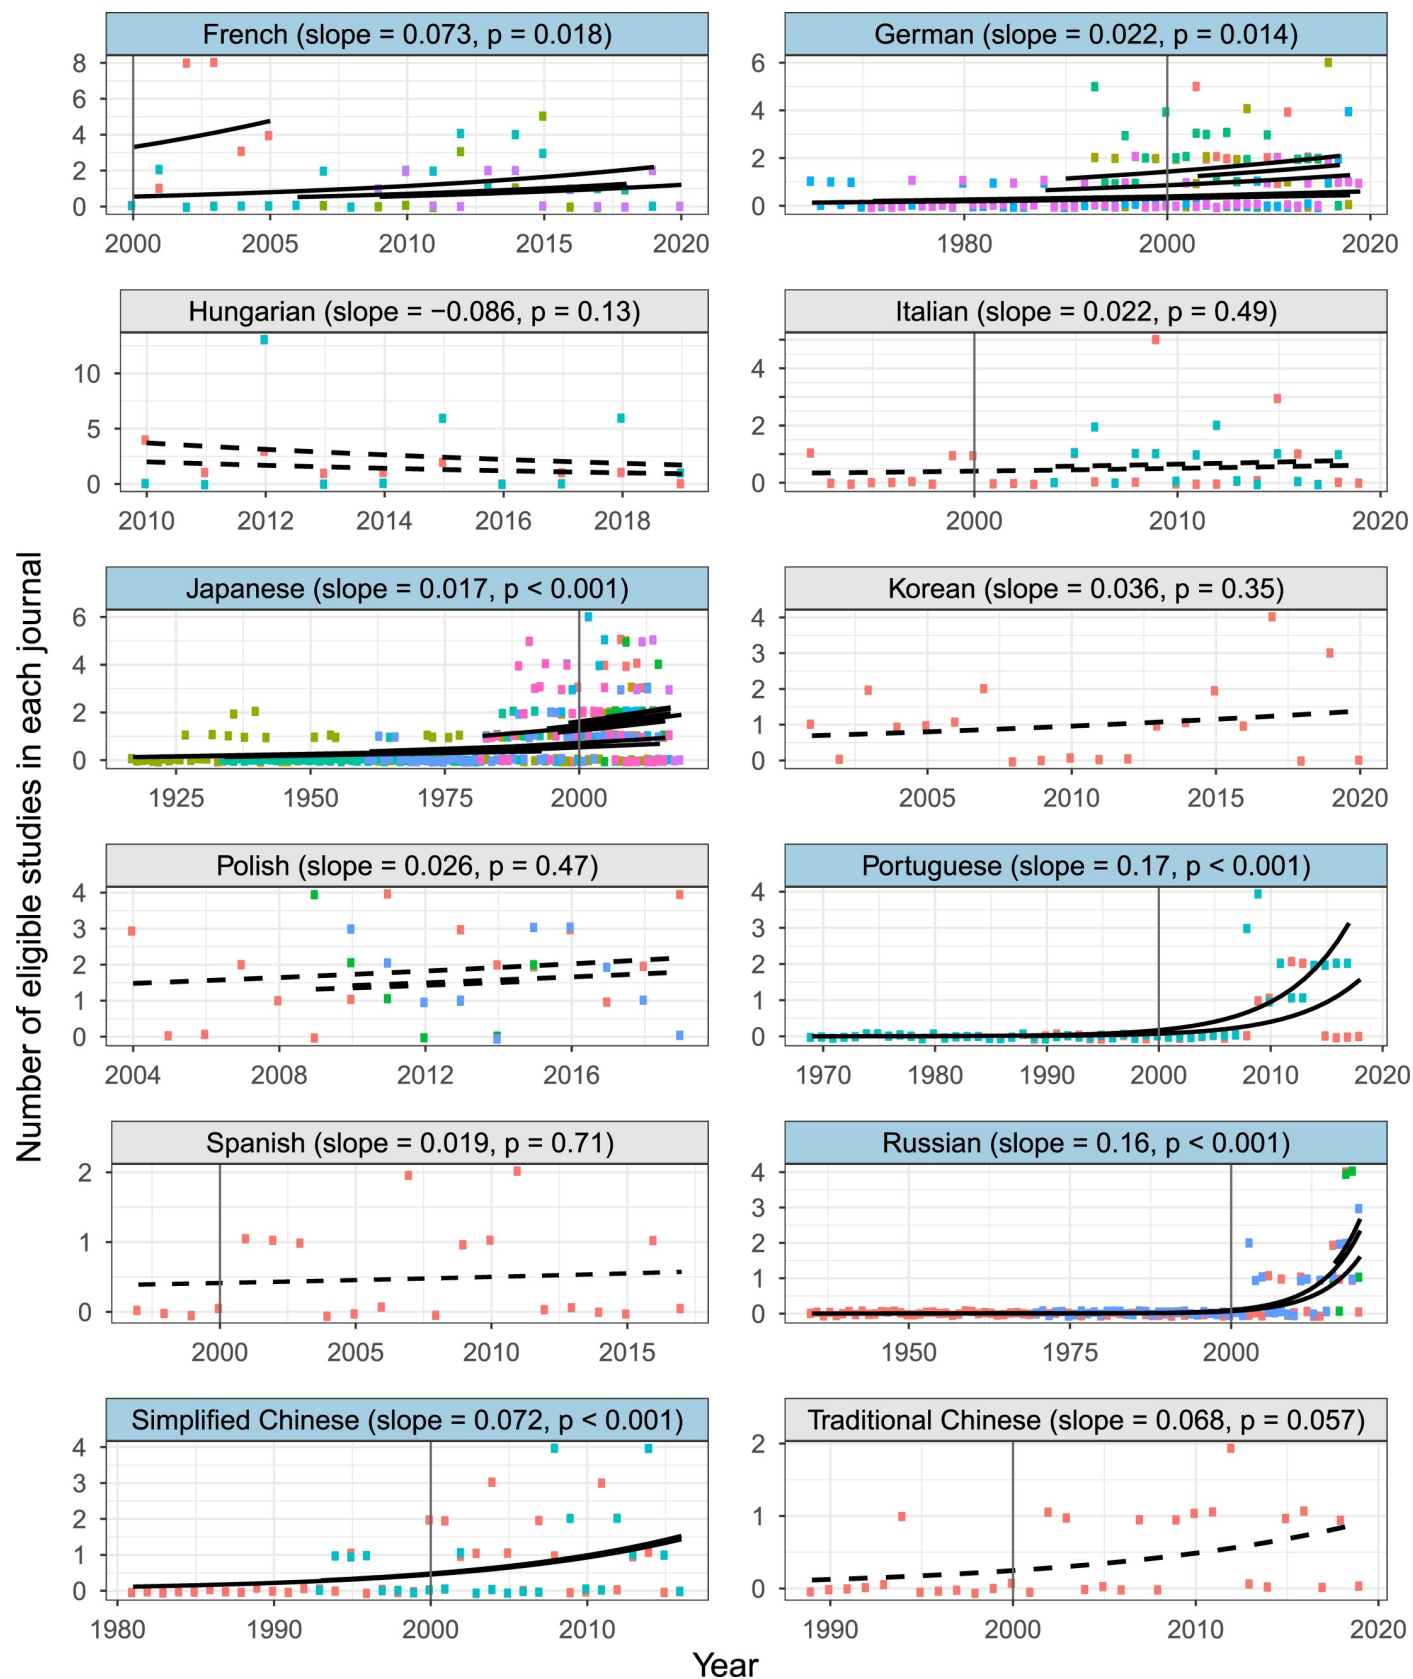 French (slope = 0.073, p = 0.018)
8
6
4
2
0
2000 2005 2010 2015 2020
German (slope = 0.022, p = 0.014)
6
4
2
0
1980 2000 2020
Hungarian (slope = −0.086, p = 0.13)
10
5
0
2010 2012 2014 2016 2018
Italian (slope = 0.022, p = 0.49)
4
2
0
2000 2010 2020
Number of eligible studies in each journal
Japanese (slope = 0.017, p < 0.001)
6
4
2
0
1925 1950 1975 2000
Korean (slope = 0.036, p = 0.35)
4
3
2
1
0
2005 2010 2015 2020
Polish (slope = 0.026, p = 0.47)
4
3
2
1
0
2004 2008 2012 2016
Portuguese (slope = 0.17, p < 0.001)
4
3
2
1
0
1970 1980 1990 2000 2010 2020
Spanish (slope = 0.019, p = 0.71)
2
1
0
2000 2005 2010 2015
Russian (slope = 0.16, p < 0.001)
4
3
2
1
0
1950 1975 2000
Simplified Chinese (slope = 0.072, p < 0.001)
4
3
2
1
0
1980 1990 2000 2010
Traditional Chinese (slope = 0.068, p = 0.057)
2
1
0
1990 2000 2010 2020
Year